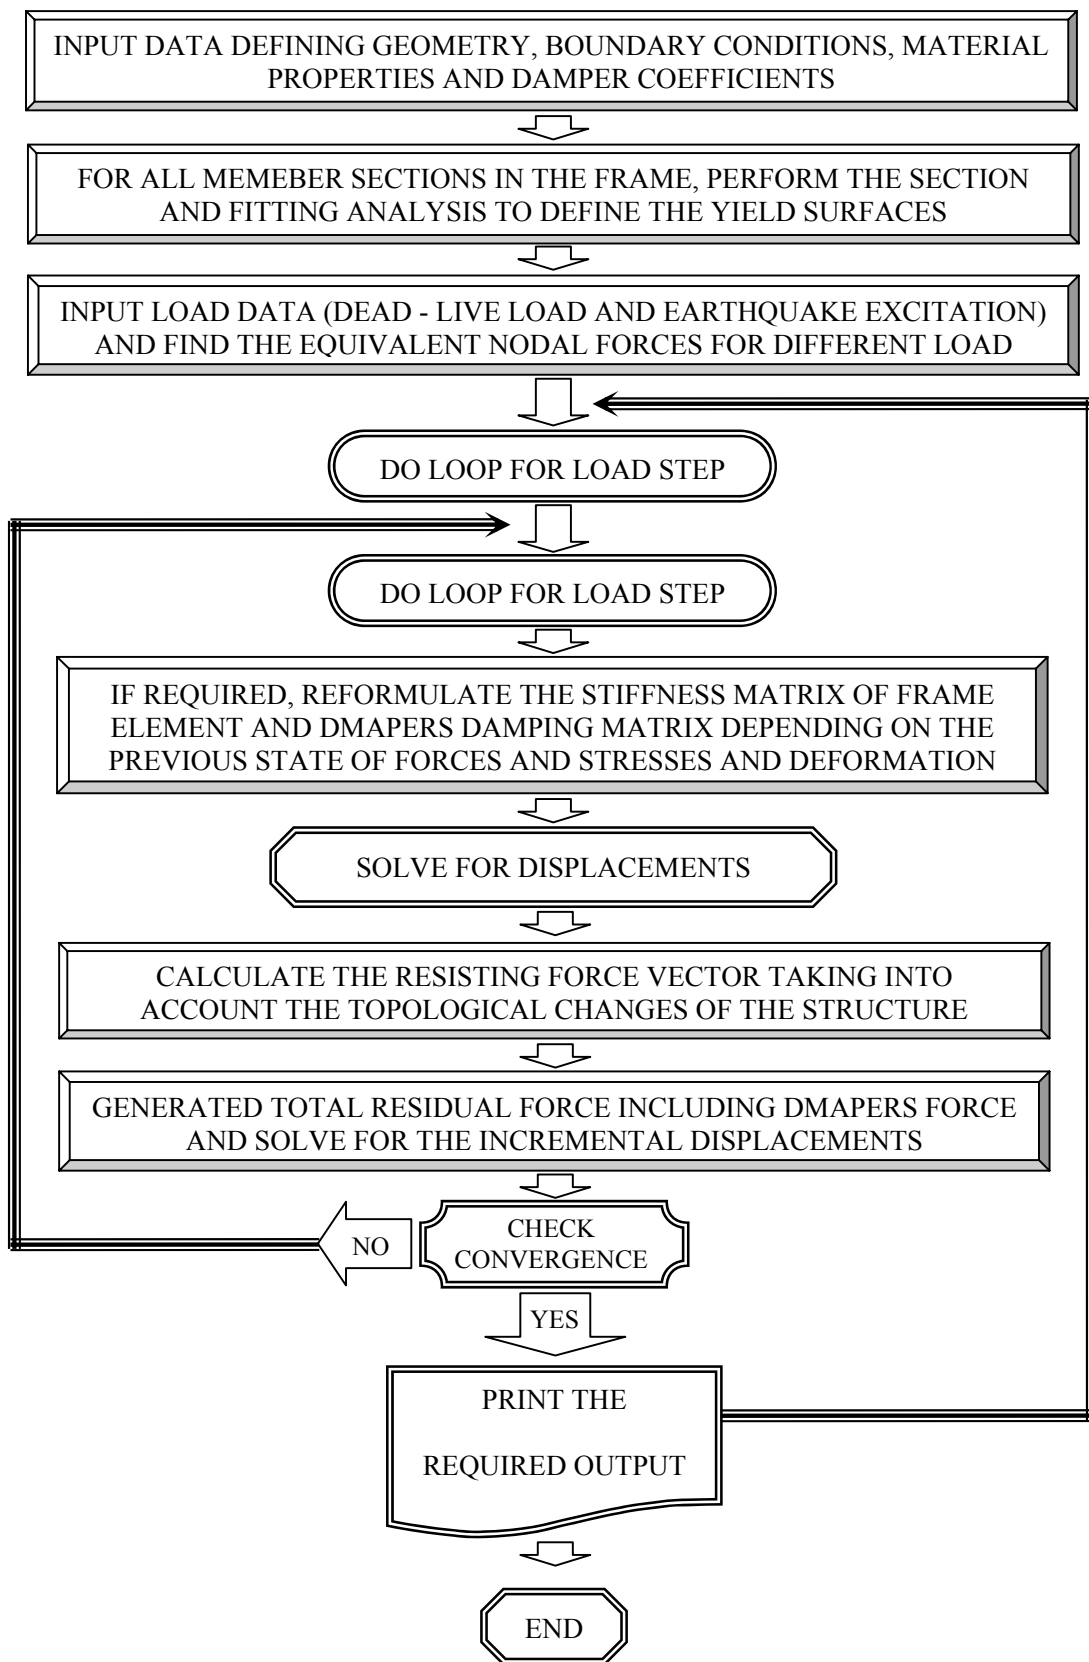 INPUT DATA DEFINING GEOMETRY, BOUNDARY CONDITIONS, MATERIAL
PROPERTIES AND DAMPER COEFFICIENTS
FOR ALL MEMEBER SECTIONS IN THE FRAME, PERFORM THE SECTION
AND FITTING ANALYSIS TO DEFINE THE YIELD SURFACES
INPUT LOAD DATA (DEAD - LIVE LOAD AND EARTHQUAKE EXCITATION)
AND FIND THE EQUIVALENT NODAL FORCES FOR DIFFERENT LOAD
DO LOOP FOR LOAD STEP
DO LOOP FOR LOAD STEP
IF REQUIRED, REFORMULATE THE STIFFNESS MATRIX OF FRAME
ELEMENT AND DMAPERS DAMPING MATRIX DEPENDING ON THE
PREVIOUS STATE OF FORCES AND STRESSES AND DEFORMATION
SOLVE FOR DISPLACEMENTS
CALCULATE THE RESISTING FORCE VECTOR TAKING INTO
ACCOUNT THE TOPOLOGICAL CHANGES OF THE STRUCTURE
GENERATED TOTAL RESIDUAL FORCE INCLUDING DMAPERS FORCE
AND SOLVE FOR THE INCREMENTAL DISPLACEMENTS
CHECK
CONVERGENCE
NO
YES
PRINT THE
REQUIRED OUTPUT
END